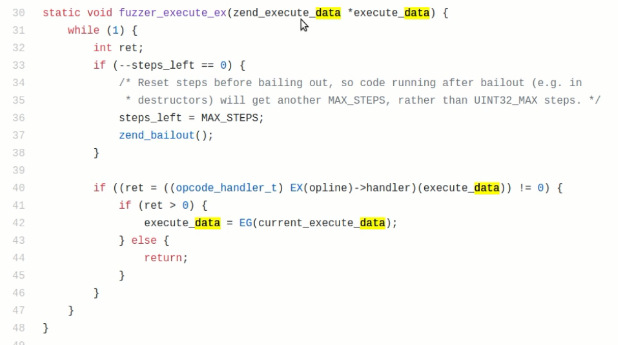 30 static void fuzzer_execute_ex(zend_execute_data *execute_data) {
31     while (1) {
32         int ret;
33         if (--steps_left == 0) {
34             /* Reset steps before bailing out, so code running after bailout (e.g. in
35              * destructors) will get another MAX_STEPS, rather than UINT32_MAX steps. */
36             steps_left = MAX_STEPS;
37             zend_bailout();
38         }
39
40         if ((ret = ((opcode_handler_t) EX(opline)->handler)(execute_data)) != 0) {
41             if (ret > 0) {
42                 execute_data = EG(current_execute_data);
43             } else {
44                 return;
45             }
46         }
47     }
48 }